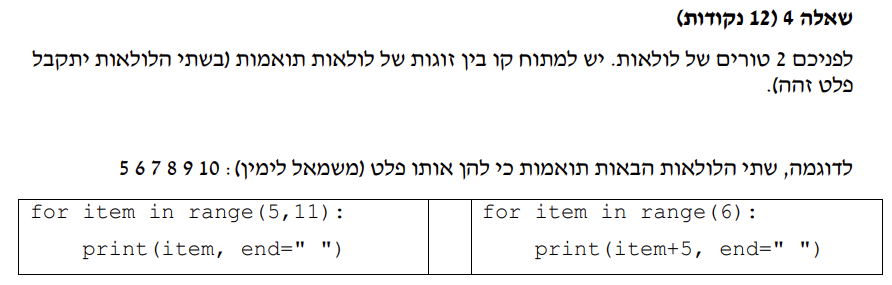 שאלה 4 (12 נקודות)
לפניכם 2 טורים של לולאות. יש למתוח קו בין זוגות של לולאות תואמות (בשתי הלולאות יתקבל
פלט זהה).
לדוגמה, שתי הלולאות הבאות תואמות כי להן אותו פלט (משמאל לימין): 5 6 7 8 9 10
for item in range(5,11):
    print(item, end=" ")
for item in range(6):
    print(item+5, end=" ")